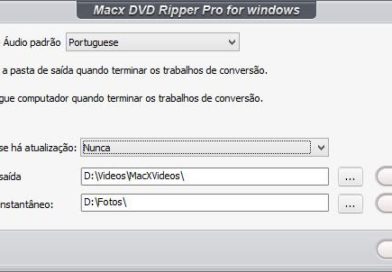 Macx DVD Ripper Pro for windows
Áudio padrão Portuguese
a pasta de saída quando terminar os trabalhos de conversão.
gue computador quando terminar os trabalhos de conversão.
se há atualização: Nunca
saída D:\Videos\MacXVideos\ ...
nstantâneo: D:\Fotos\ ...